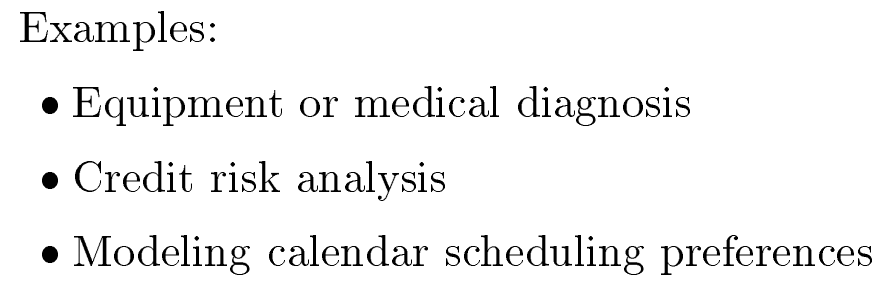 Examples:
• Equipment or medical diagnosis
• Credit risk analysis
• Modeling calendar scheduling preferences